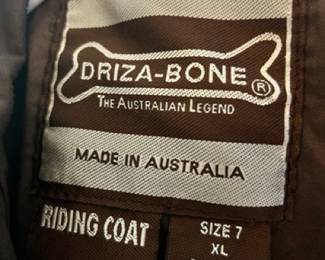 DRIZA-BONE ®
THE AUSTRALIAN LEGEND
MADE IN AUSTRALIA
RIDING COAT
SIZE 7
XL